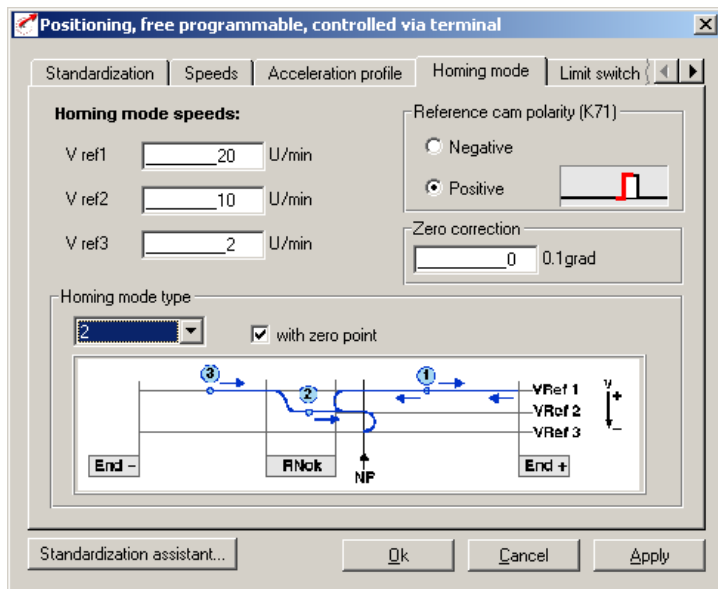 Positioning, free programmable, controlled via terminal
Standardization Speeds Acceleration profile Homing mode Limit switch
Homing mode speeds:
V ref1 20 U/min
V ref2 10 U/min
V ref3 2 U/min
Reference cam polarity (K71)
Negative
Positive
Zero correction
0 0.1grad
Homing mode type
2 with zero point
3 1
2
VRef 1
VRef 2
VRef 3
v
+
-
End - RNok NP End +
Standardization assistant... Ok Cancel Apply